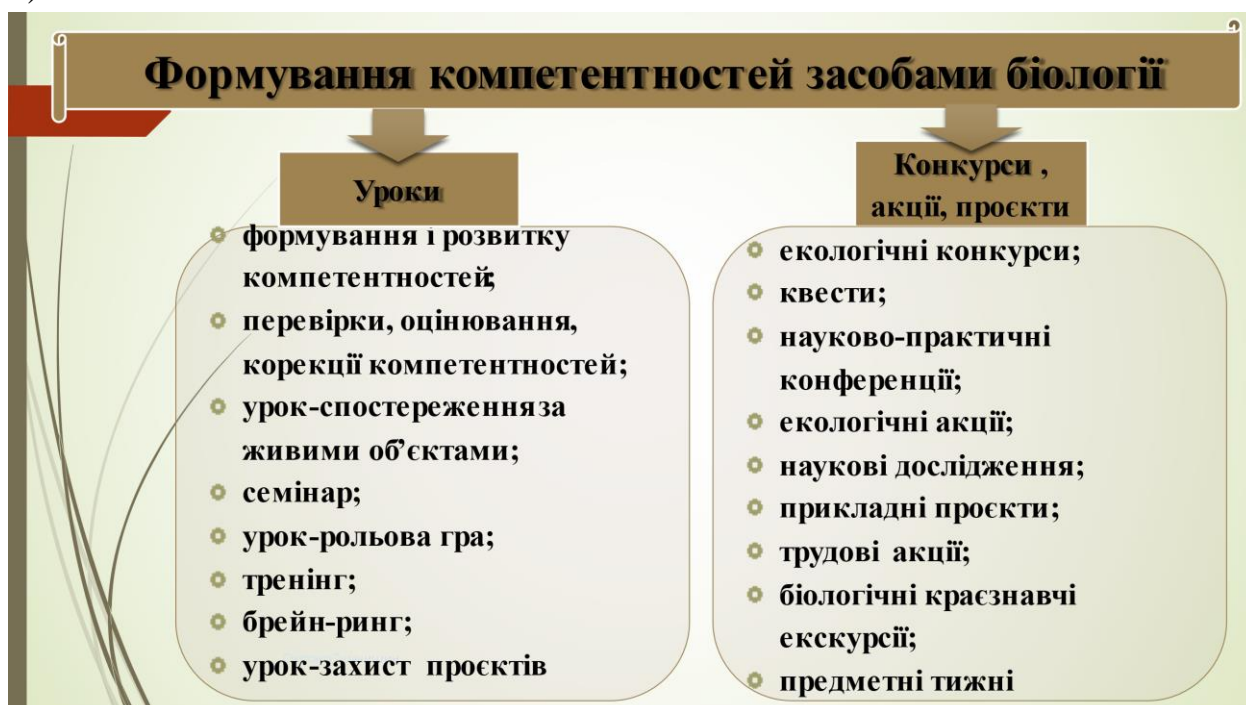 Формування компетентностей засобами біології
Уроки
формування і розвитку
компетентностей;
перевірки, оцінювання,
корекції компетентностей;
урок-спостереження за
живими об’єктами;
семінар;
урок-рольова гра;
тренінг;
брейн-ринг;
урок-захист проєктів
Конкурси ,
акції, проєкти
екологічні конкурси;
квести;
науково-практичні
конференції;
екологічні акції;
наукові дослідження;
прикладні проєкти;
трудові акції;
біологічні краєзнавчі
екскурсії;
предметні тижні